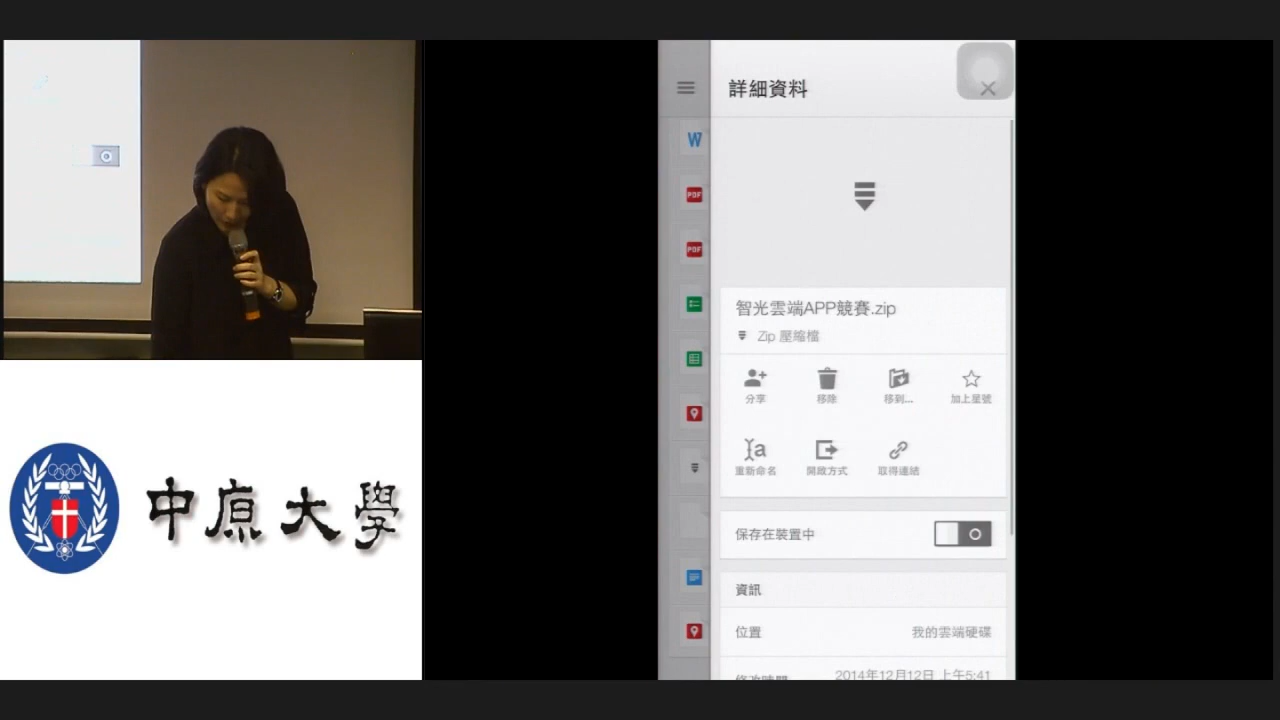 中原大學
W
PDF
PDF
詳細資料
智光雲端APP競賽.zip
Zip 壓縮檔
分享
移除
移到...
加上星號
重新命名
開啟方式
取得連結
保存在裝置中
資訊
位置
我的雲端硬碟
修改時間
2014年12月12日 上午5:41